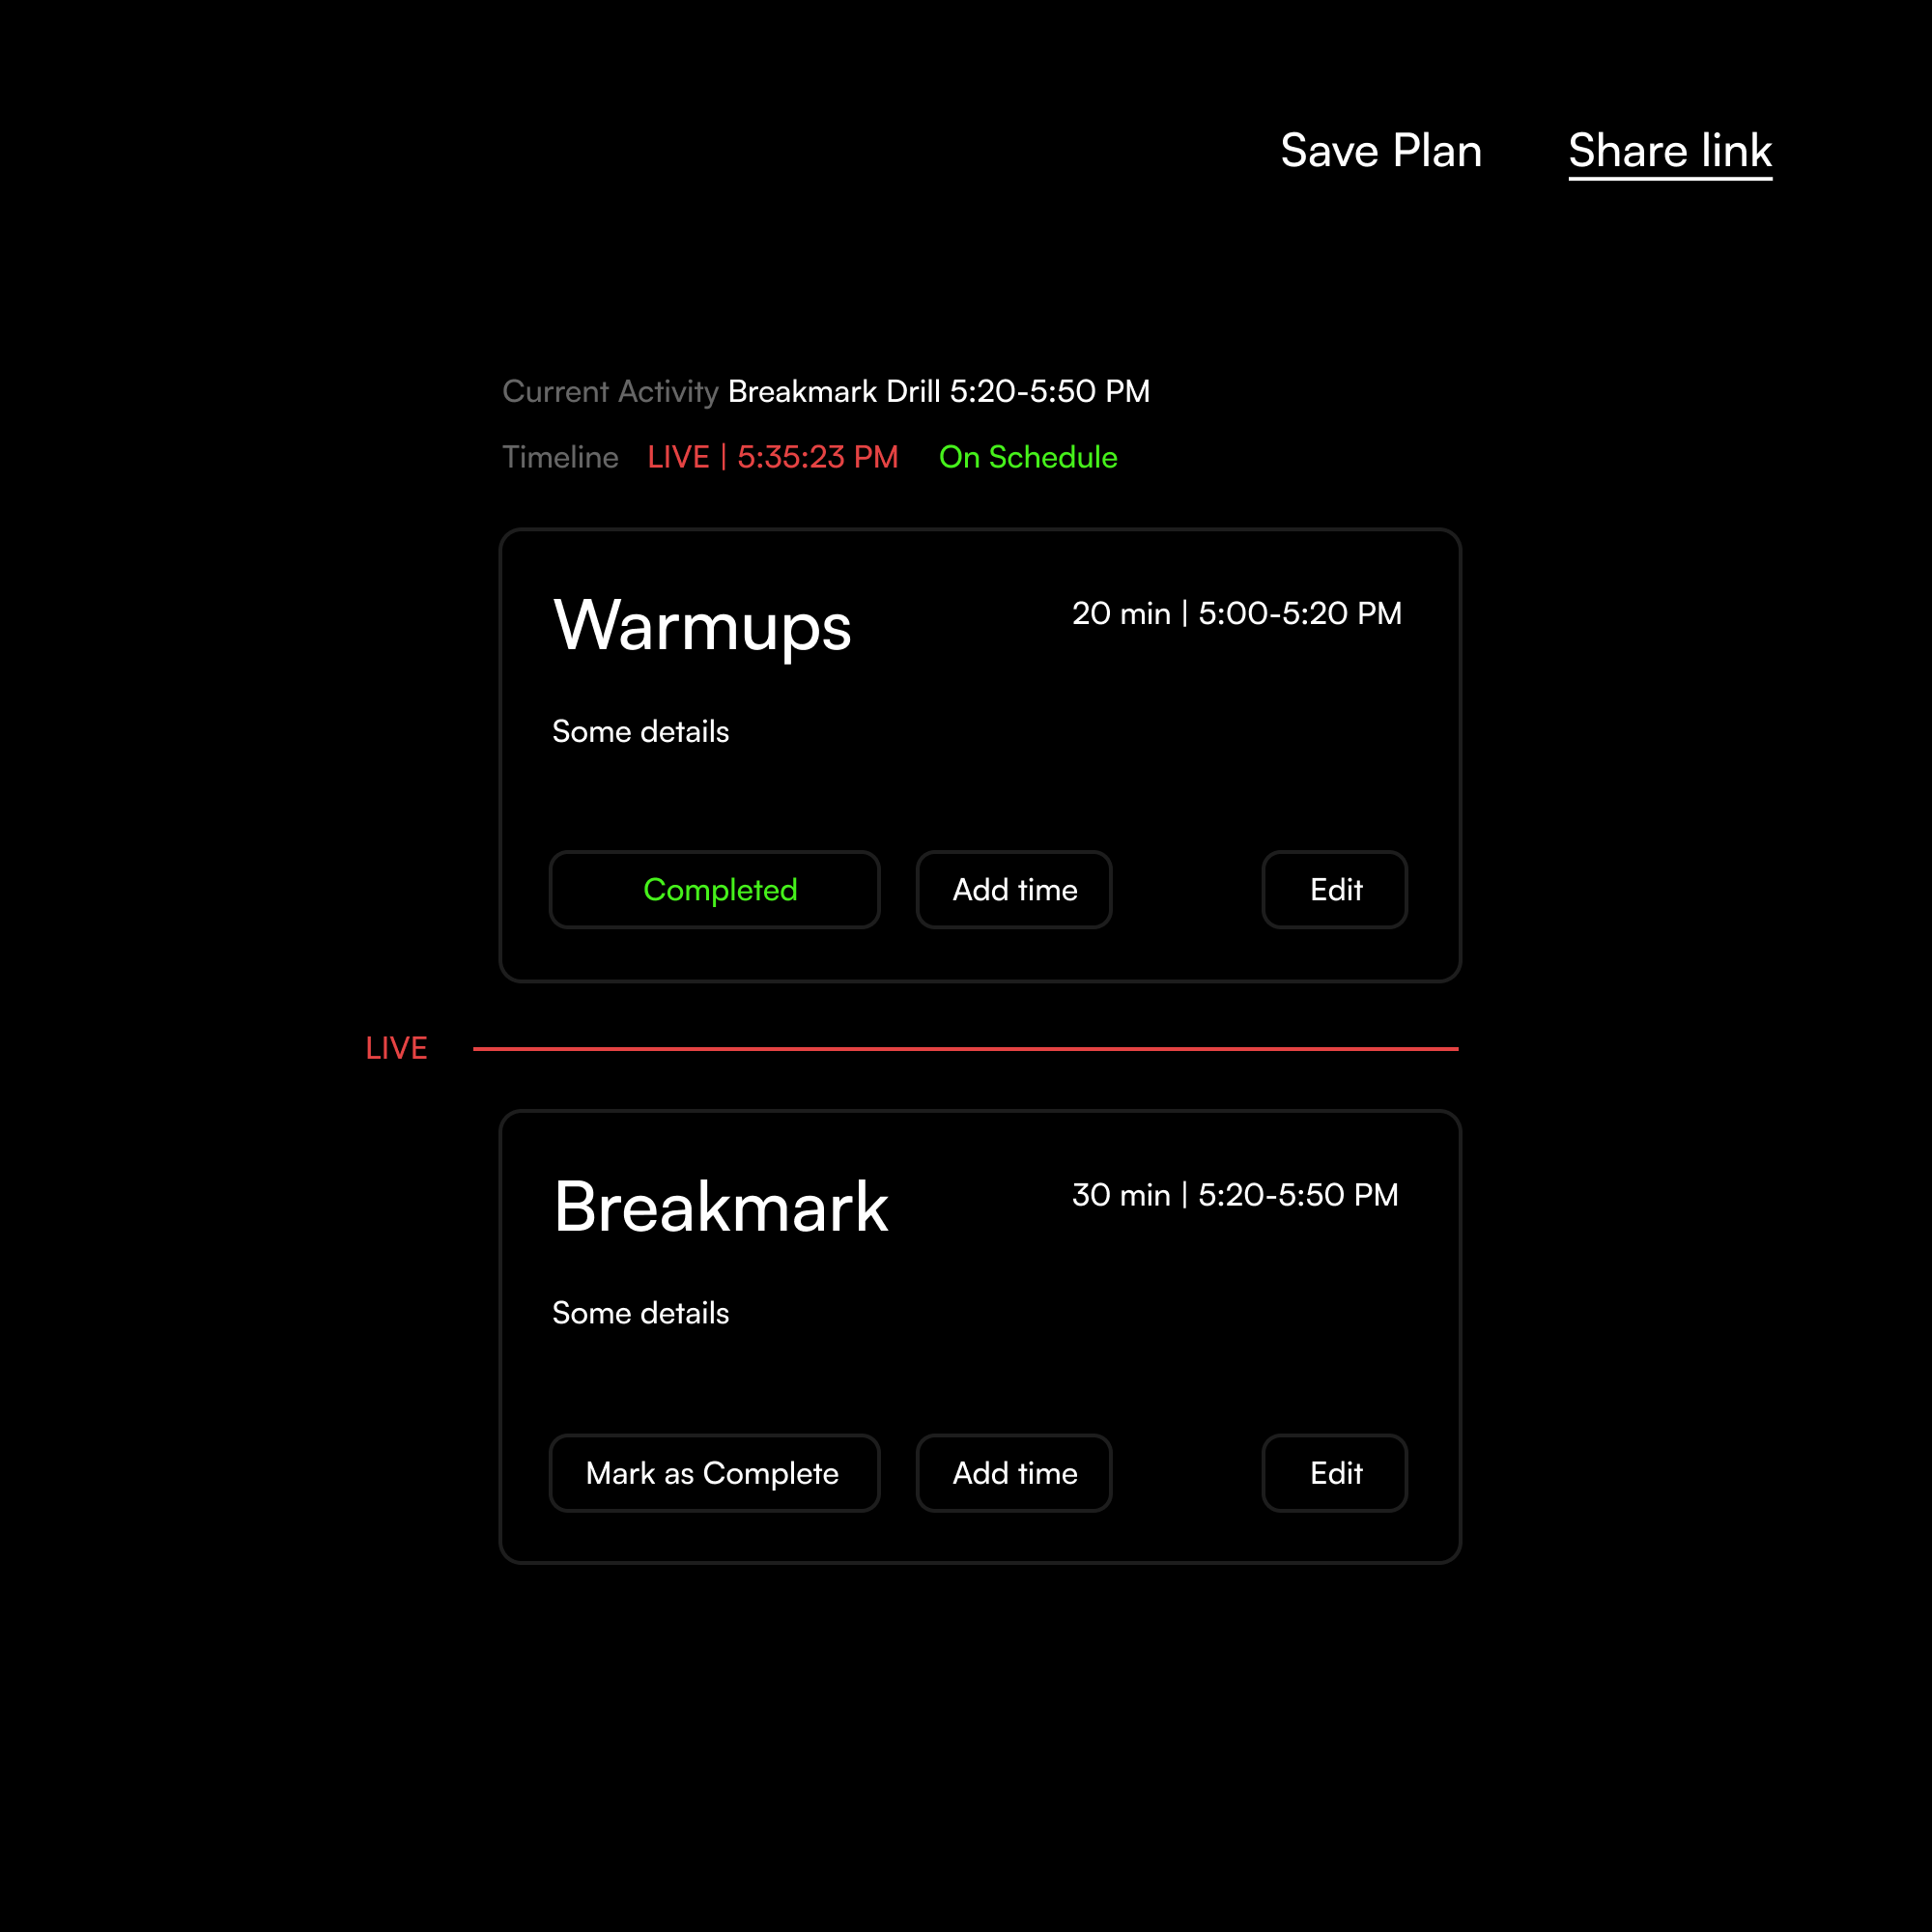 Save Plan Share link
Current Activity Breakmark Drill 5:20-5:50 PM
Timeline LIVE | 5:35:23 PM On Schedule
Warmups 20 min | 5:00-5:20 PM
Some details
Completed Add time Edit
LIVE
Breakmark 30 min | 5:20-5:50 PM
Some details
Mark as Complete Add time Edit